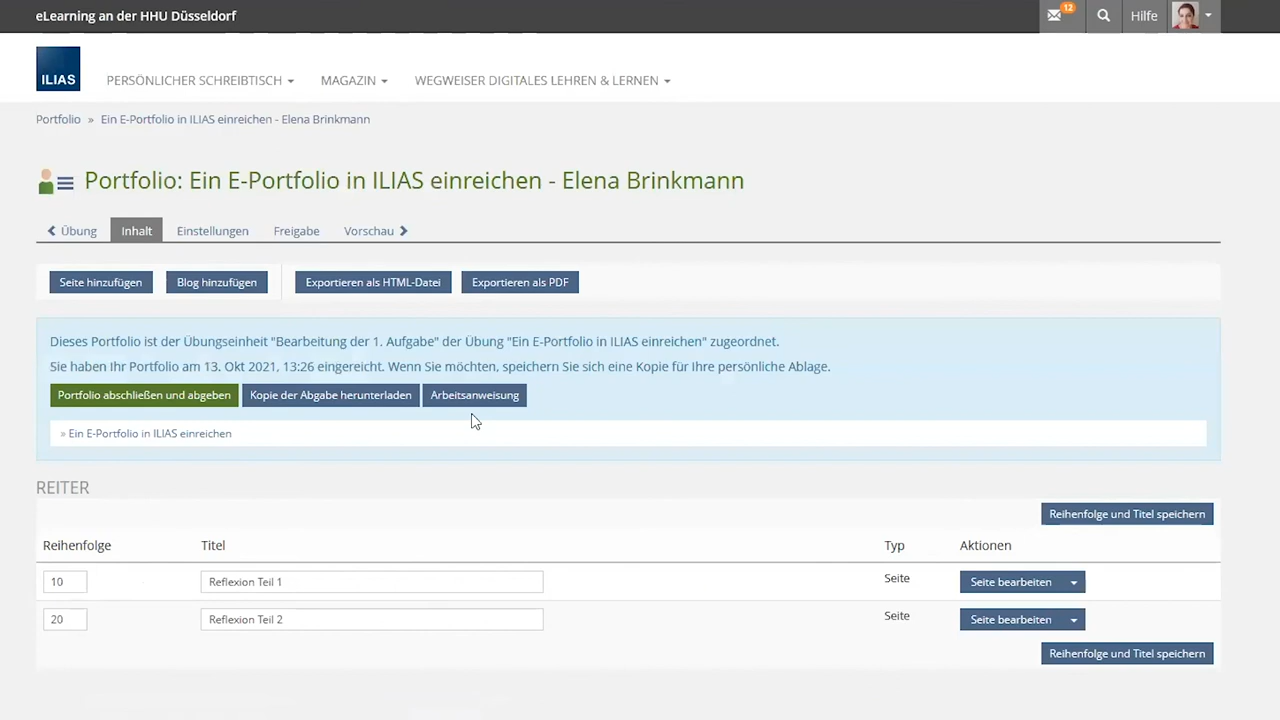 eLearning an der HHU Düsseldorf
12
Hilfe
ILIAS
PERSÖNLICHER SCHREIBTISCH
MAGAZIN
WEGWEISER DIGITALES LEHREN & LERNEN
Portfolio » Ein E-Portfolio in ILIAS einreichen - Elena Brinkmann
Portfolio: Ein E-Portfolio in ILIAS einreichen - Elena Brinkmann
Übung
Inhalt
Einstellungen
Freigabe
Vorschau
Seite hinzufügen
Blog hinzufügen
Exportieren als HTML-Datei
Exportieren als PDF
Dieses Portfolio ist der Übungseinheit "Bearbeitung der 1. Aufgabe" der Übung "Ein E-Portfolio in ILIAS einreichen" zugeordnet.
Sie haben Ihr Portfolio am 13. Okt 2021, 13:26 eingereicht. Wenn Sie möchten, speichern Sie sich eine Kopie für Ihre persönliche Ablage.
Portfolio abschließen und abgeben
Kopie der Abgabe herunterladen
Arbeitsanweisung
» Ein E-Portfolio in ILIAS einreichen
REITER
Reihenfolge und Titel speichern
Reihenfolge Titel Typ Aktionen
10 Reflexion Teil 1 Seite Seite bearbeiten
20 Reflexion Teil 2 Seite Seite bearbeiten
Reihenfolge und Titel speichern